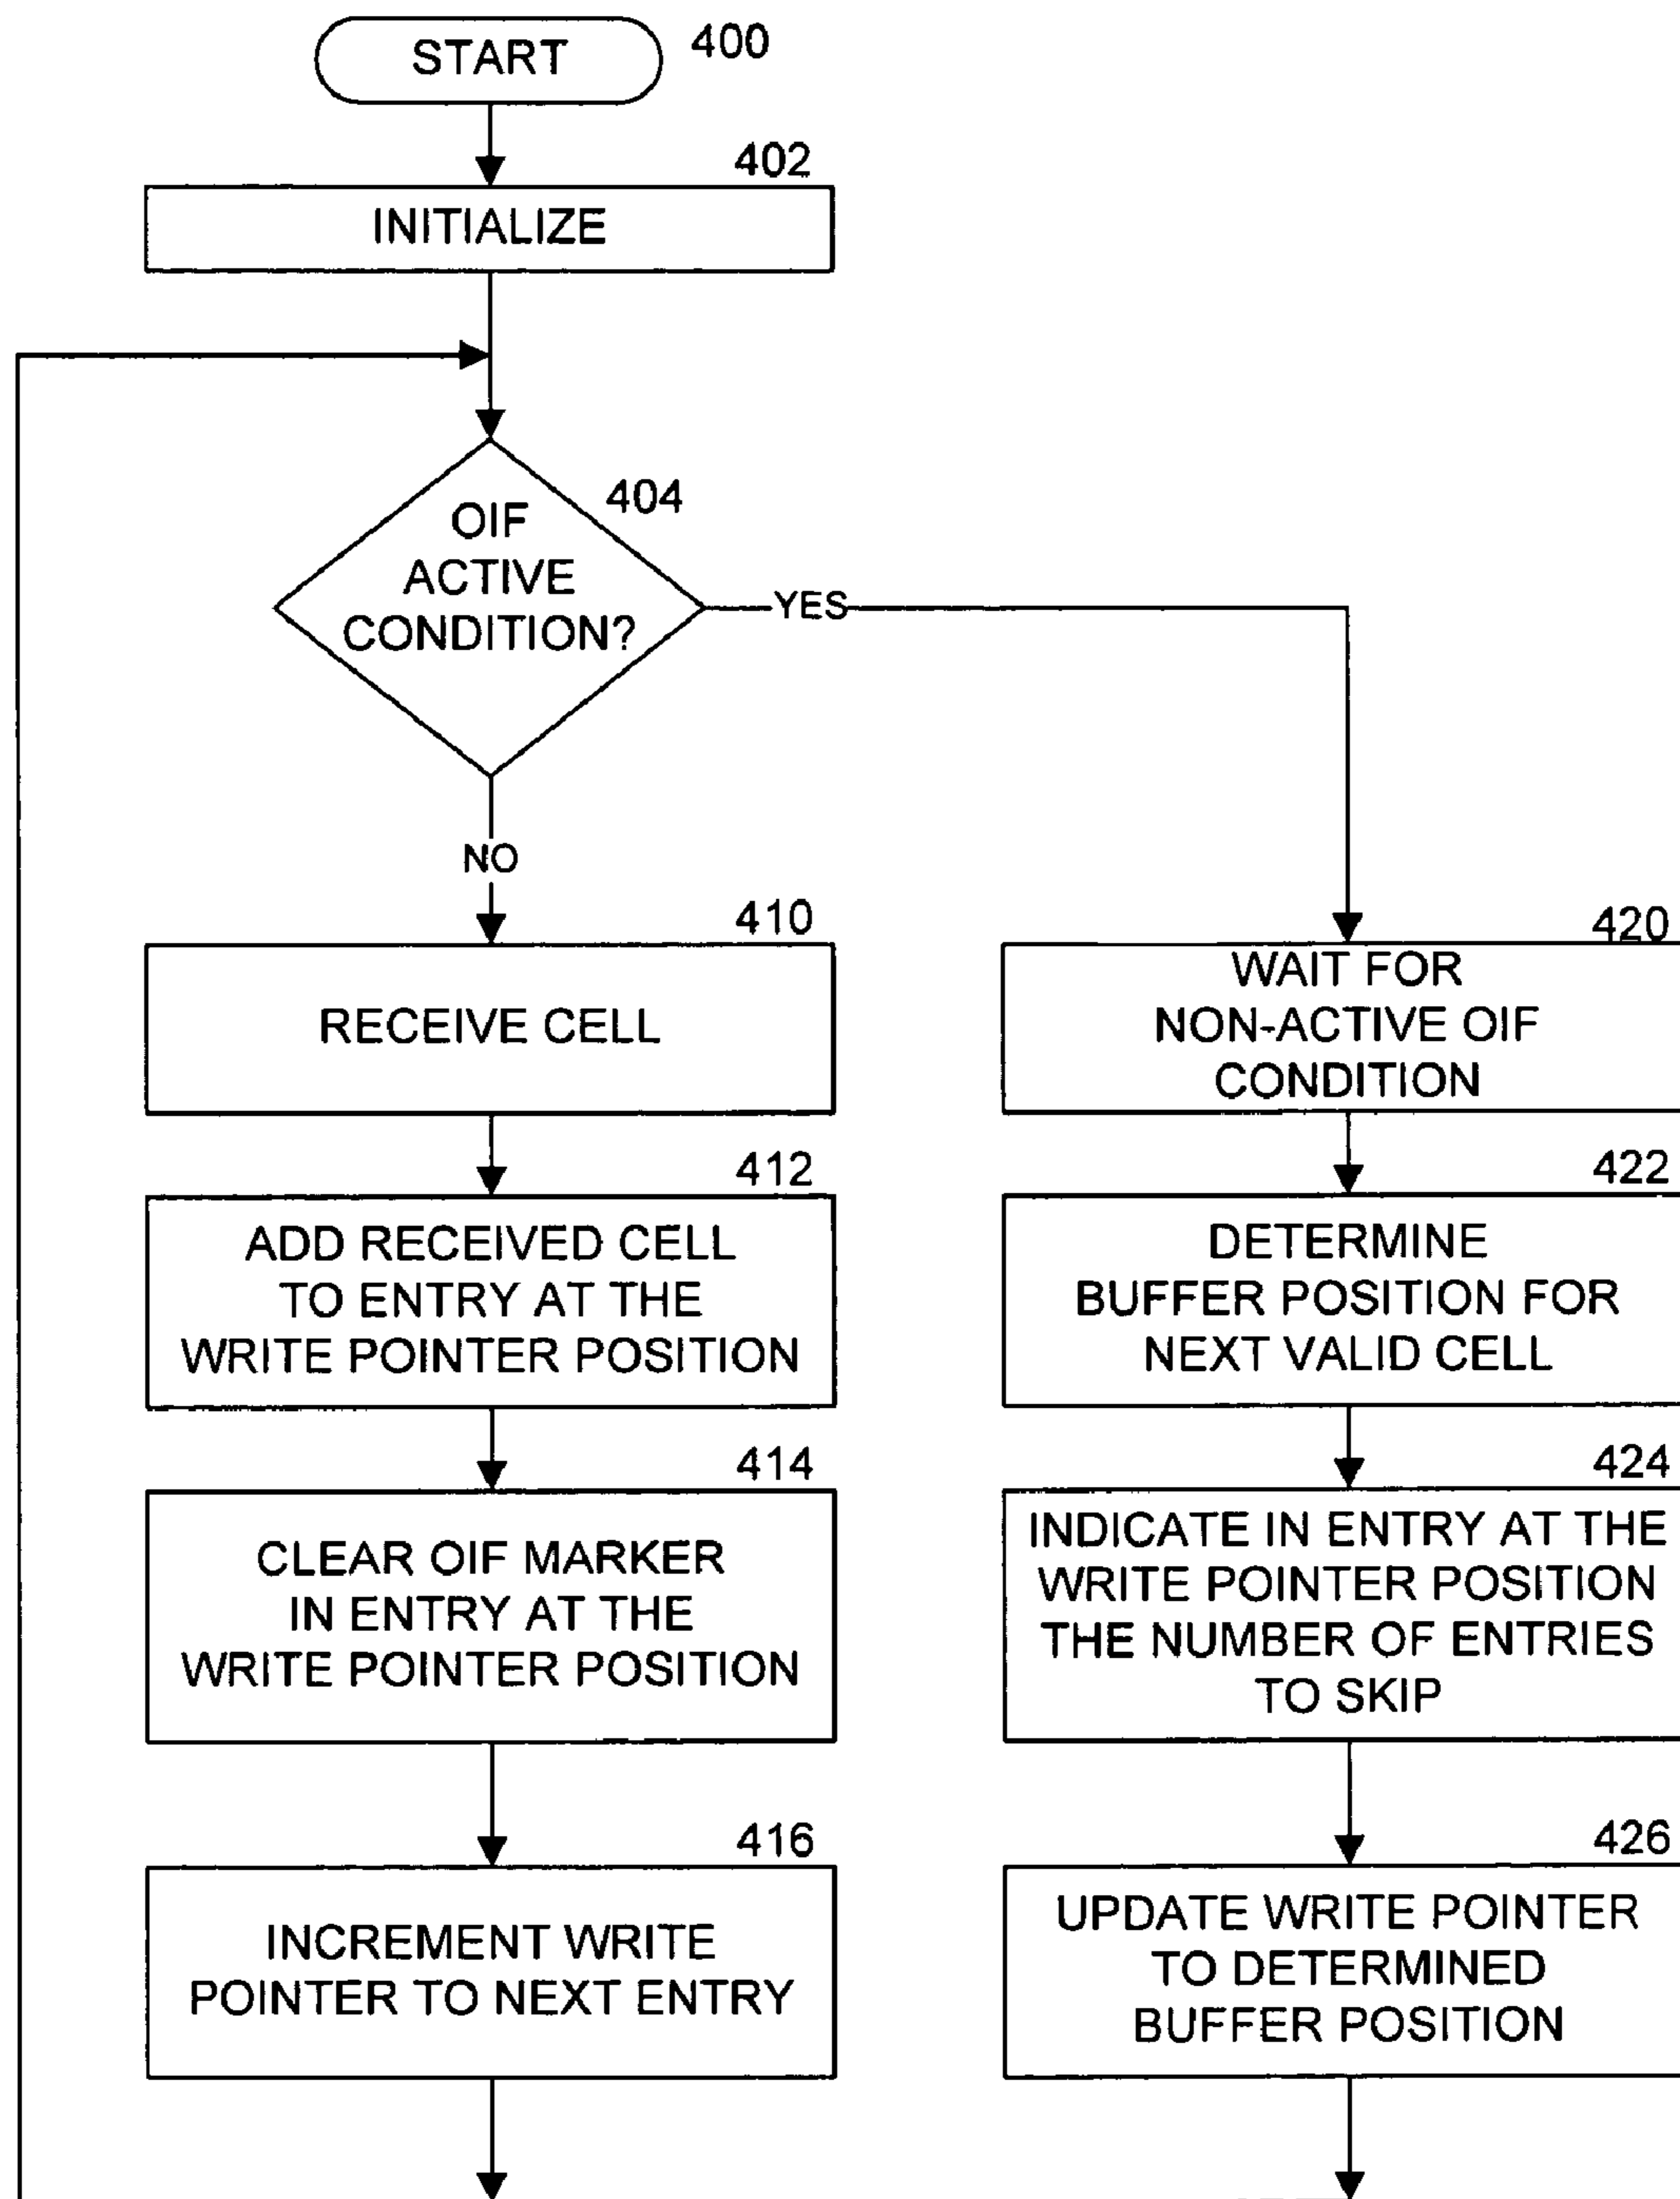 START
400
402
INITIALIZE
404
OIF
ACTIVE
CONDITION?
YES
NO
410
RECEIVE CELL
412
ADD RECEIVED CELL
TO ENTRY AT THE
WRITE POINTER POSITION
414
CLEAR OIF MARKER
IN ENTRY AT THE
WRITE POINTER POSITION
416
INCREMENT WRITE
POINTER TO NEXT ENTRY
420
WAIT FOR
NON-ACTIVE OIF
CONDITION
422
DETERMINE
BUFFER POSITION FOR
NEXT VALID CELL
424
INDICATE IN ENTRY AT THE
WRITE POINTER POSITION
THE NUMBER OF ENTRIES
TO SKIP
426
UPDATE WRITE POINTER
TO DETERMINED
BUFFER POSITION